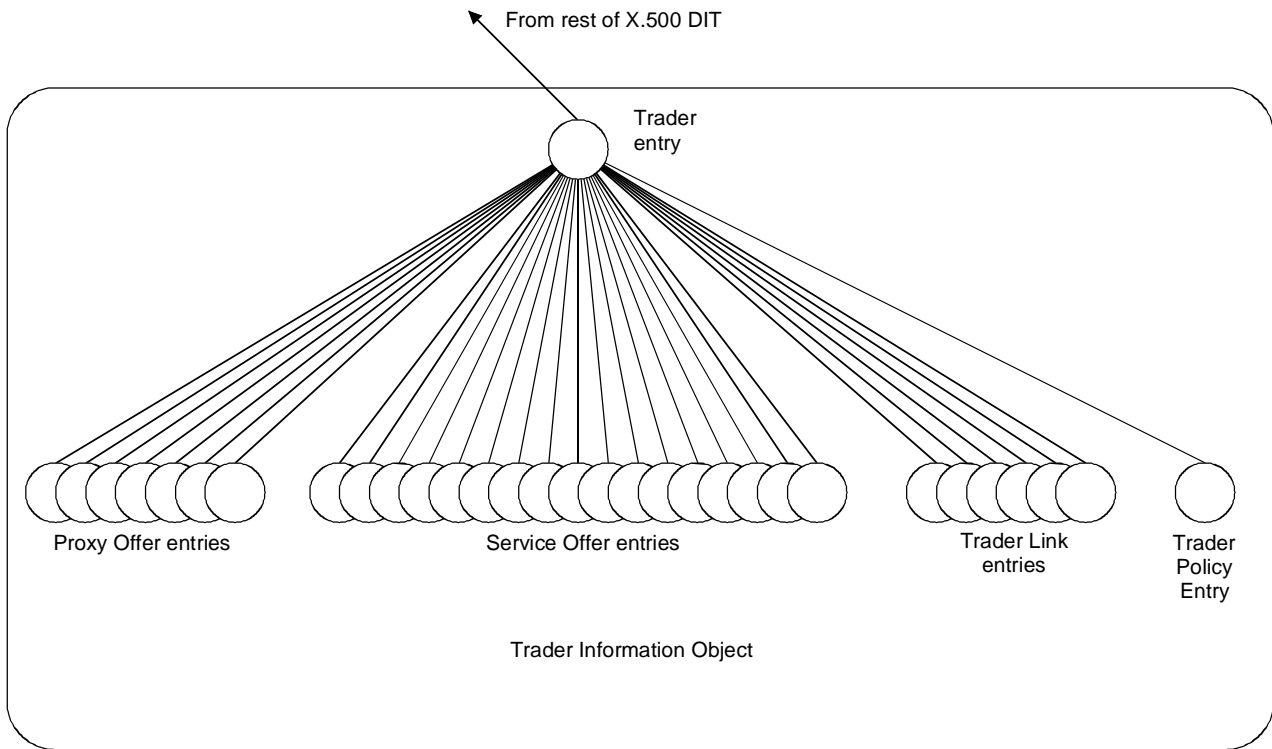 From rest of X.500 DIT
Trader
entry
Proxy Offer entries
Service Offer entries
Trader Link
entries
Trader
Policy
Entry
Trader Information Object